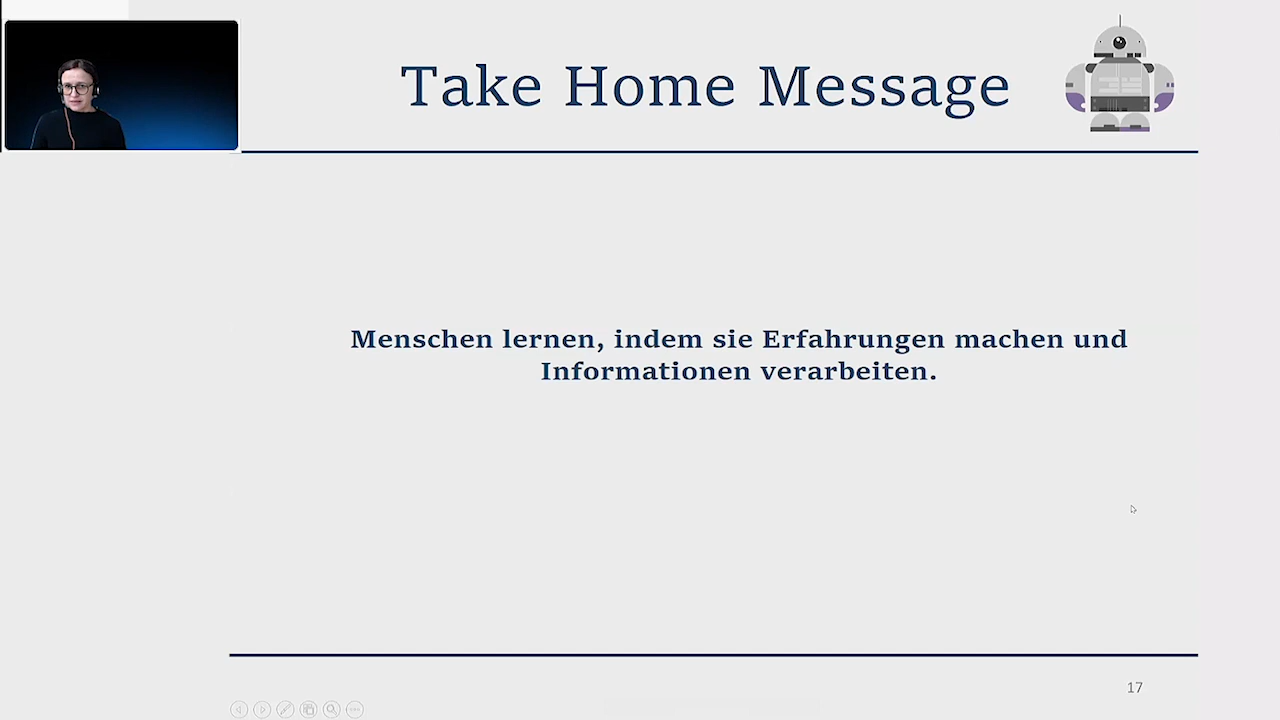 Take Home Message
Menschen lernen, indem sie Erfahrungen machen und
Informationen verarbeiten.
17